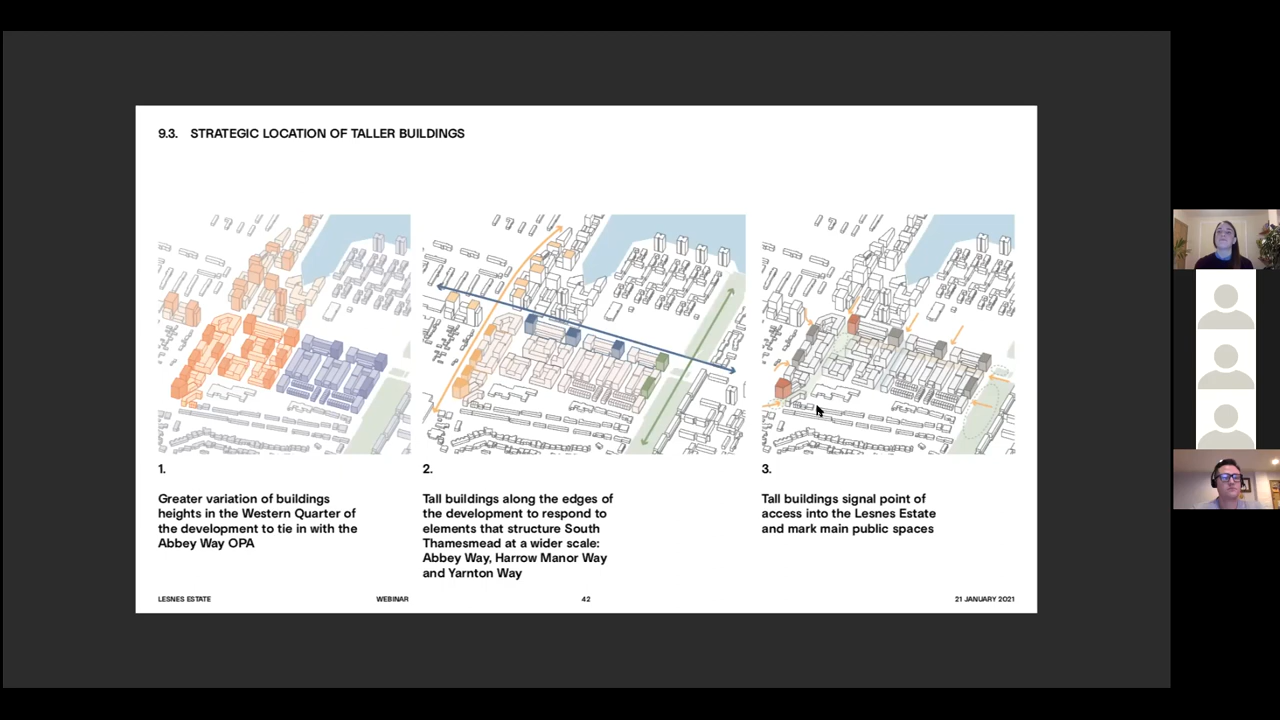 9.3. STRATEGIC LOCATION OF TALLER BUILDINGS
1.
Greater variation of buildings
heights in the Western Quarter of
the development to tie in with the
Abbey Way OPA
2.
Tall buildings along the edges of
the development to respond to
elements that structure South
Thamesmead at a wider scale:
Abbey Way, Harrow Manor Way
and Yarnton Way
3.
Tall buildings signal point of
access into the Lesnes Estate
and mark main public spaces
LESNES ESTATE WEBINAR 42 21 JANUARY 2021